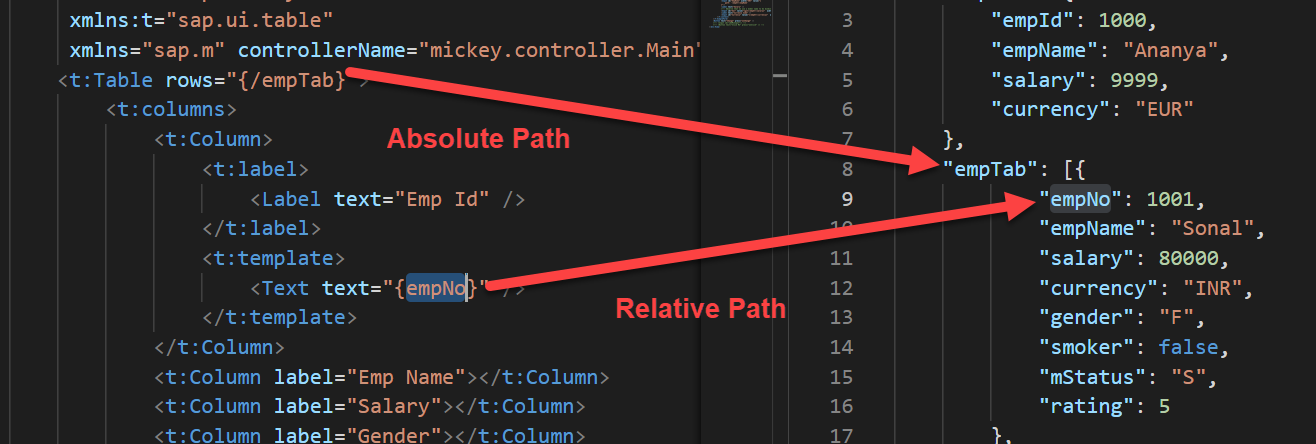 xmlns:t="sap.ui.table"
xmlns="sap.m" controllerName="mickey.controller.Main"
<t:Table rows="{/empTab}">
<t:columns>
<t:Column>
<t:label>
<Label text="Emp Id" />
</t:label>
<t:template>
<Text text="{empNo}" />
</t:template>
</t:Column>
<t:Column label="Emp Name"></t:Column>
<t:Column label="Salary"></t:Column>
<t:Column label="Gender"></t:Column>
Absolute Path
Relative Path
3 "empId": 1000,
4 "empName": "Ananya",
5 "salary": 9999,
6 "currency": "EUR"
7 },
8 "empTab": [{
9 "empNo": 1001,
10 "empName": "Sonal",
11 "salary": 80000,
12 "currency": "INR",
13 "gender": "F",
14 "smoker": false,
15 "mStatus": "S",
16 "rating": 5
17 },